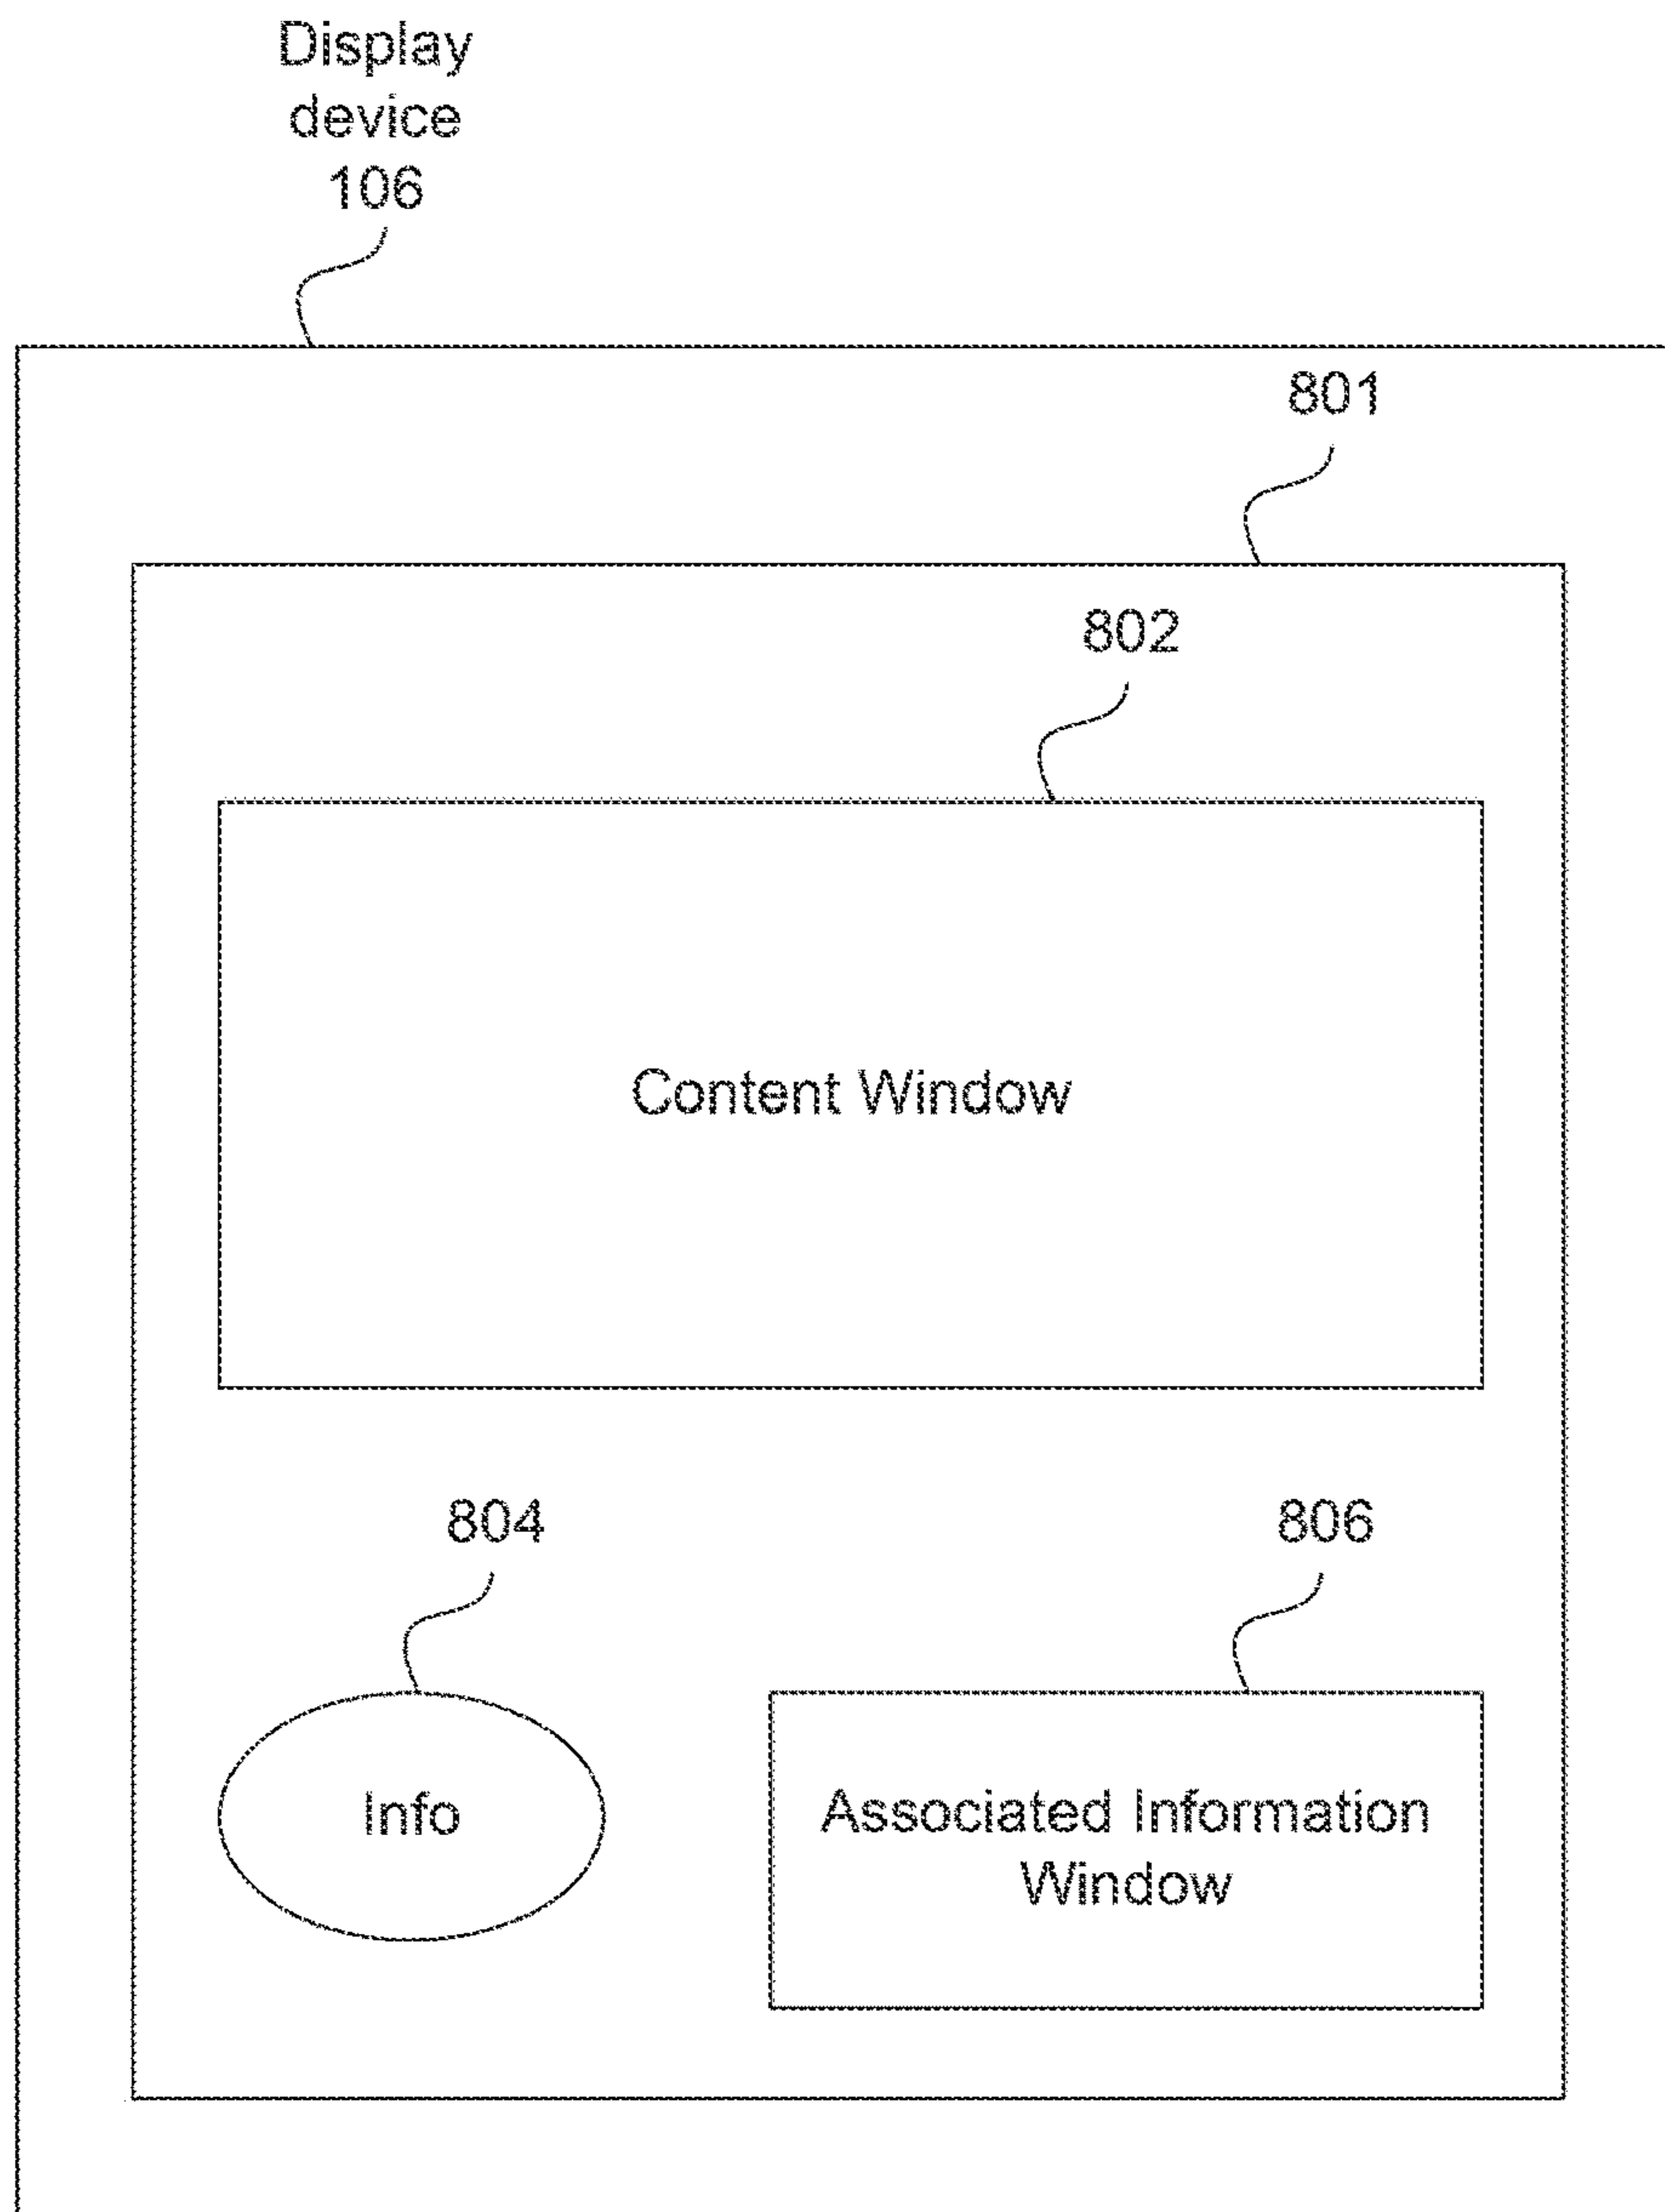 Display
device
106
801
802
Content Window
804
806
Info
Associated Information
Window